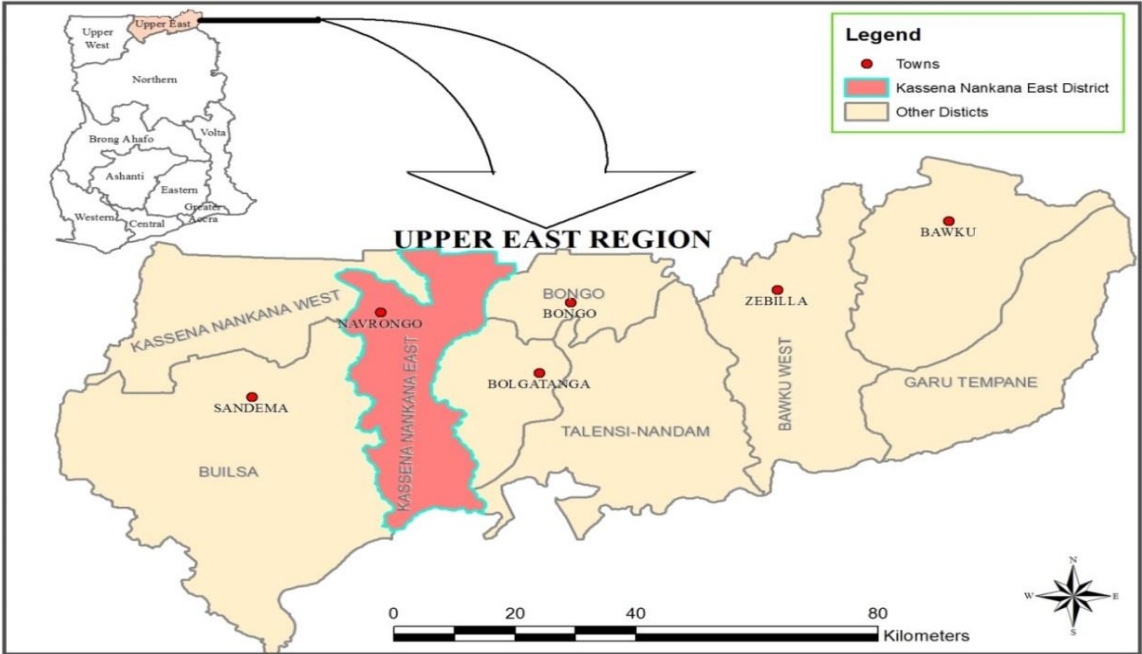 Upper East
Upper
West
Northern
Brong Ahafo
Volta
Ashanti
Eastern
Greater
Accra
Western
Central
Legend
Towns
Kassena Nankana East District
Other Disticts
UPPER EAST REGION
BAWKU
ZEBILLA
BONGO
BONGO
KASSENA NANKANA WEST
NAVRONGO
KASSENA NANKANA EAST
BOLGATANGA
BAWKU WEST
GARU TEMPANE
SANDEMA
TALENSI-NANDAM
BUILSA
N
W
E
S
0 20 40 80
Kilometers